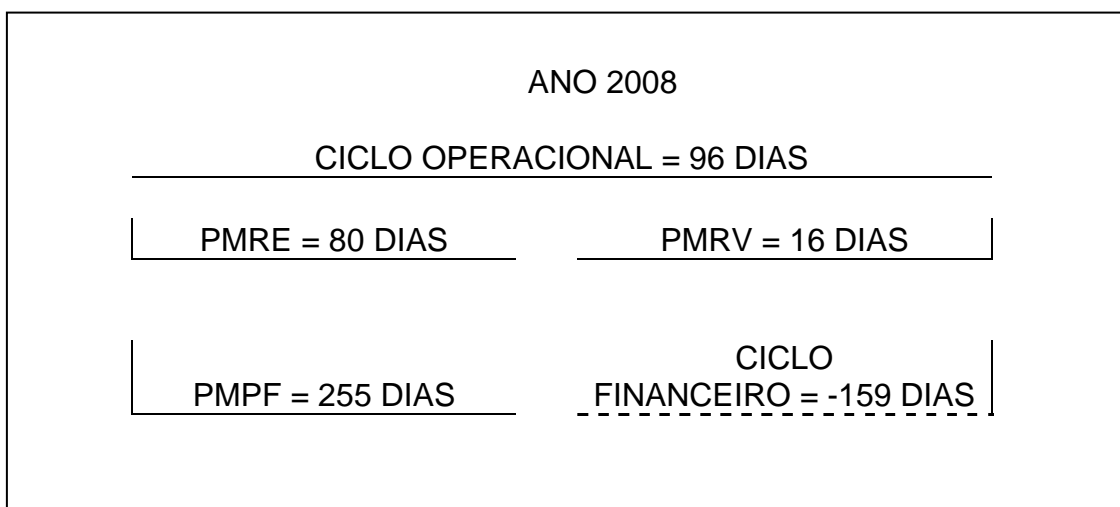 ANO 2008
CICLO OPERACIONAL = 96 DIAS
PMRE = 80 DIAS
PMRV = 16 DIAS
PMPF = 255 DIAS
CICLO
FINANCEIRO = -159 DIAS